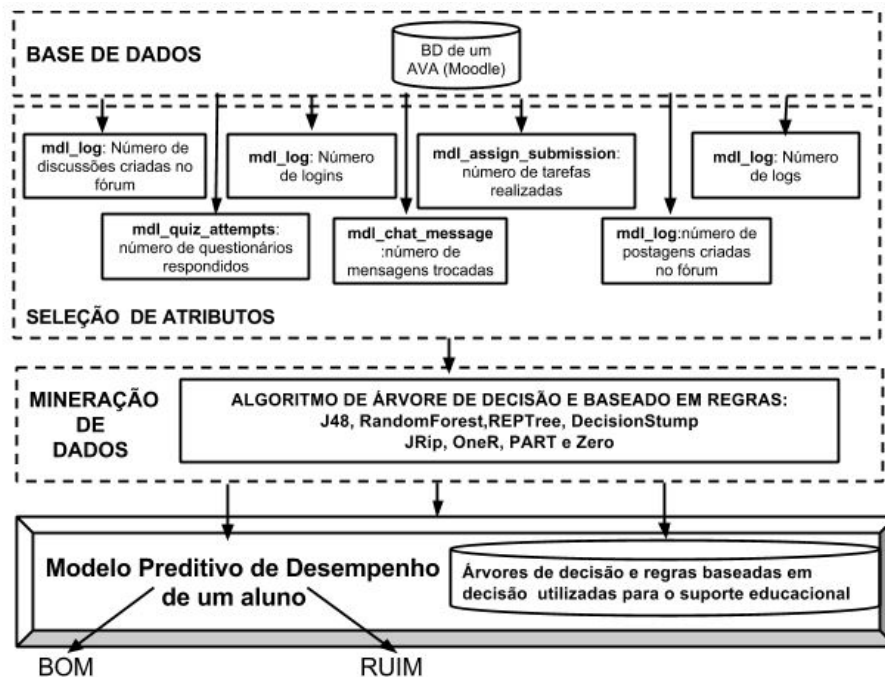 BASE DE DADOS
BD de um
AVA (Moodle)
mdl_log: Número de
discussões criadas no
fórum
mdl_log: Número
de logins
mdl_assign_submission:
número de tarefas
realizadas
mdl_log: Número
de logs
mdl_quiz_attempts:
número de questionários
respondidos
mdl_chat_message
:número de
mensagens trocadas
mdl_log:número de
postagens criadas
no fórum
SELEÇÃO DE ATRIBUTOS
MINERAÇÃO
DE
DADOS
ALGORITMO DE ÁRVORE DE DECISÃO E BASEADO EM REGRAS:
J48, RandomForest,REPTree, DecisionStump
JRip, OneR, PART e Zero
Modelo Preditivo de Desempenho
de um aluno
Árvores de decisão e regras baseadas em
decisão utilizadas para o suporte educacional
BOM
RUIM